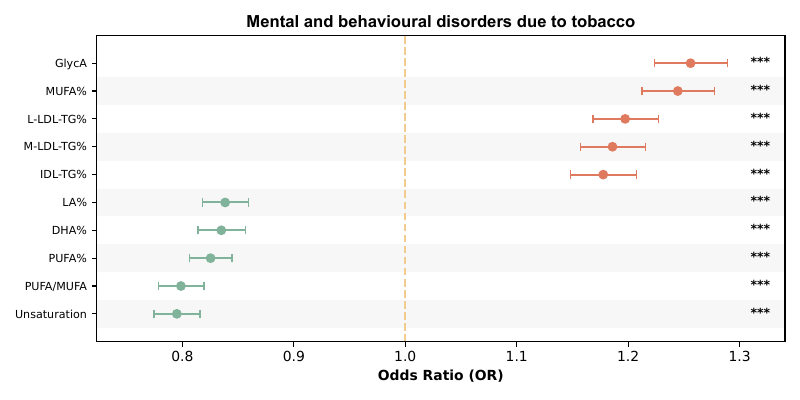 Mental and behavioural disorders due to tobacco
GlycA ***
MUFA% ***
L-LDL-TG% ***
M-LDL-TG% ***
IDL-TG% ***
LA% ***
DHA% ***
PUFA% ***
PUFA/MUFA ***
Unsaturation ***
0.8 0.9 1.0 1.1 1.2 1.3
Odds Ratio (OR)